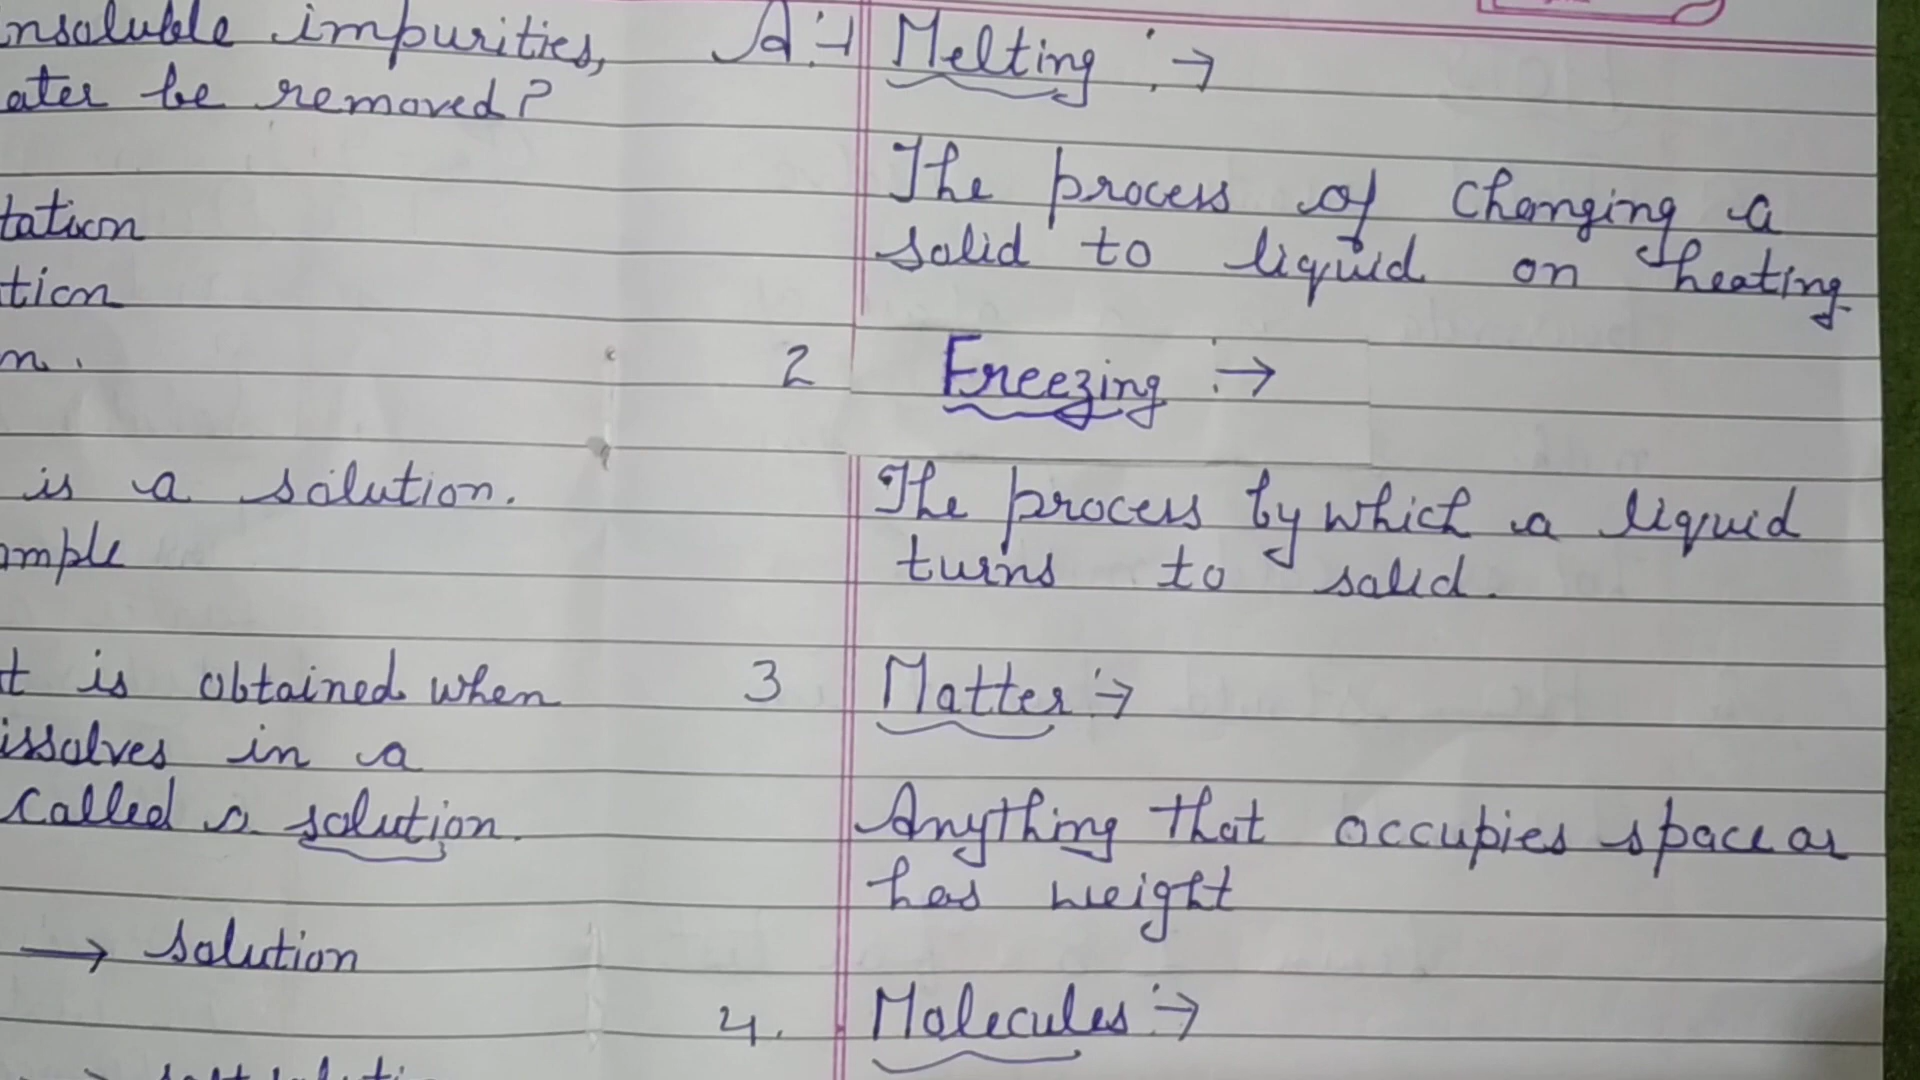 nsoluble impurities,
ater be removed?
tation
tion
n.
is a solution.
ample
t is obtained when
issolves in a
called a solution.
→ solution
A:1 Melting :→
The process of changing a
solid to liquid on heating
2 Freezing :→
The process by which a liquid
turns to solid.
3 Matter :→
Anything that occupies space or
has weight
4. Molecules :→